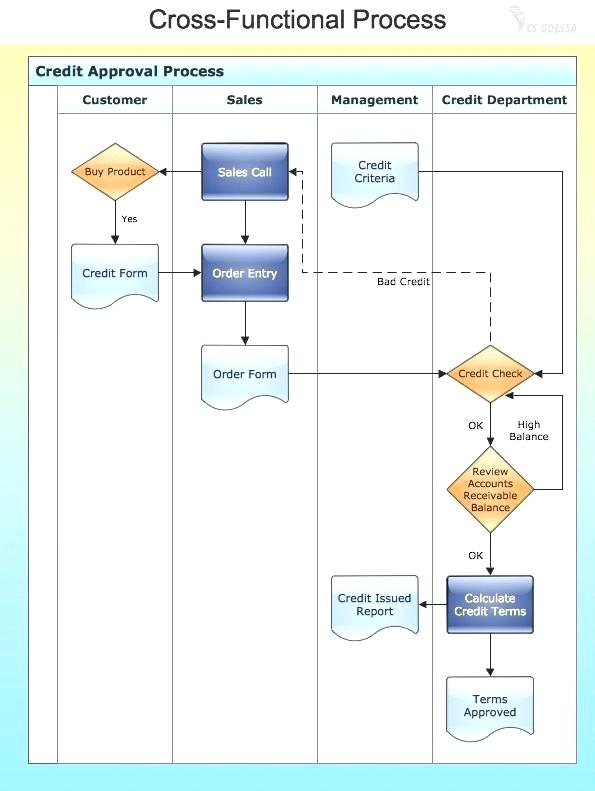 Cross-Functional Process
CS ODESSA
Credit Approval Process
Customer
Sales
Management
Credit Department
Buy Product
Sales Call
Credit
Criteria
Yes
Credit Form
Order Entry
Bad Credit
Order Form
Credit Check
OK
High
Balance
Review
Accounts
Receivable
Balance
OK
Credit Issued
Report
Calculate
Credit Terms
Terms
Approved